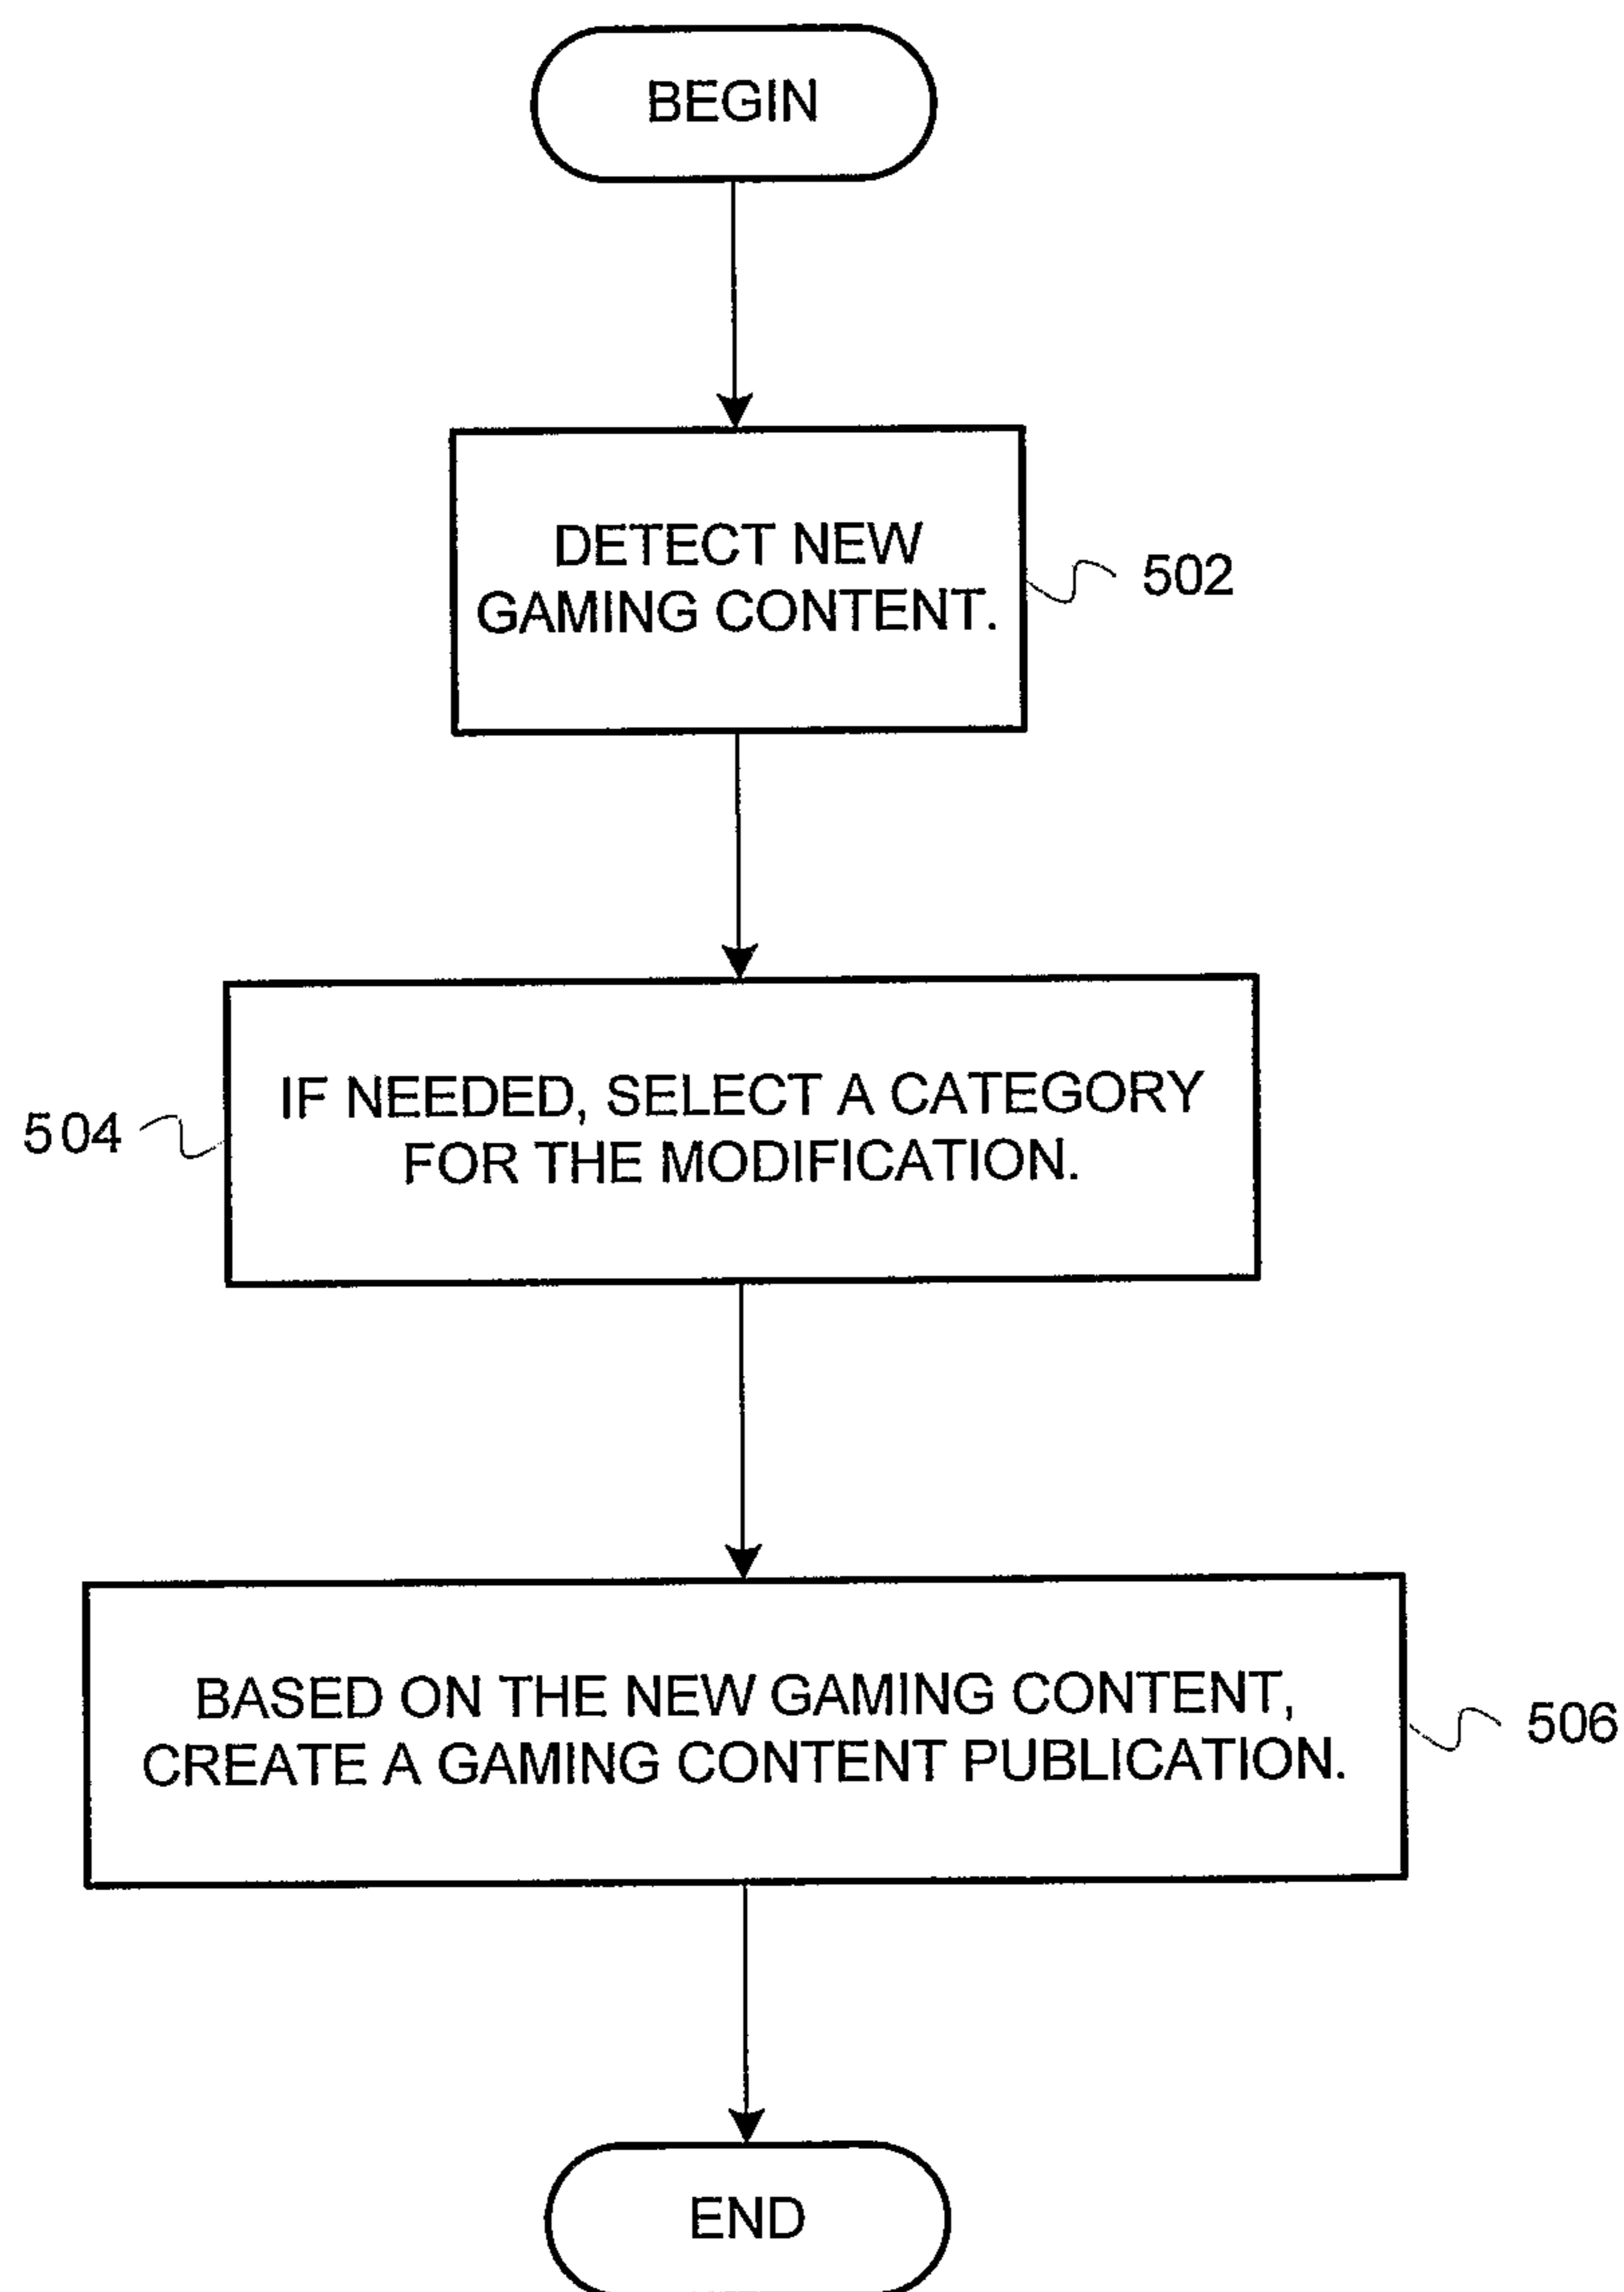 BEGIN
DETECT NEW
GAMING CONTENT.
502
IF NEEDED, SELECT A CATEGORY
FOR THE MODIFICATION.
504
BASED ON THE NEW GAMING CONTENT,
CREATE A GAMING CONTENT PUBLICATION.
506
END